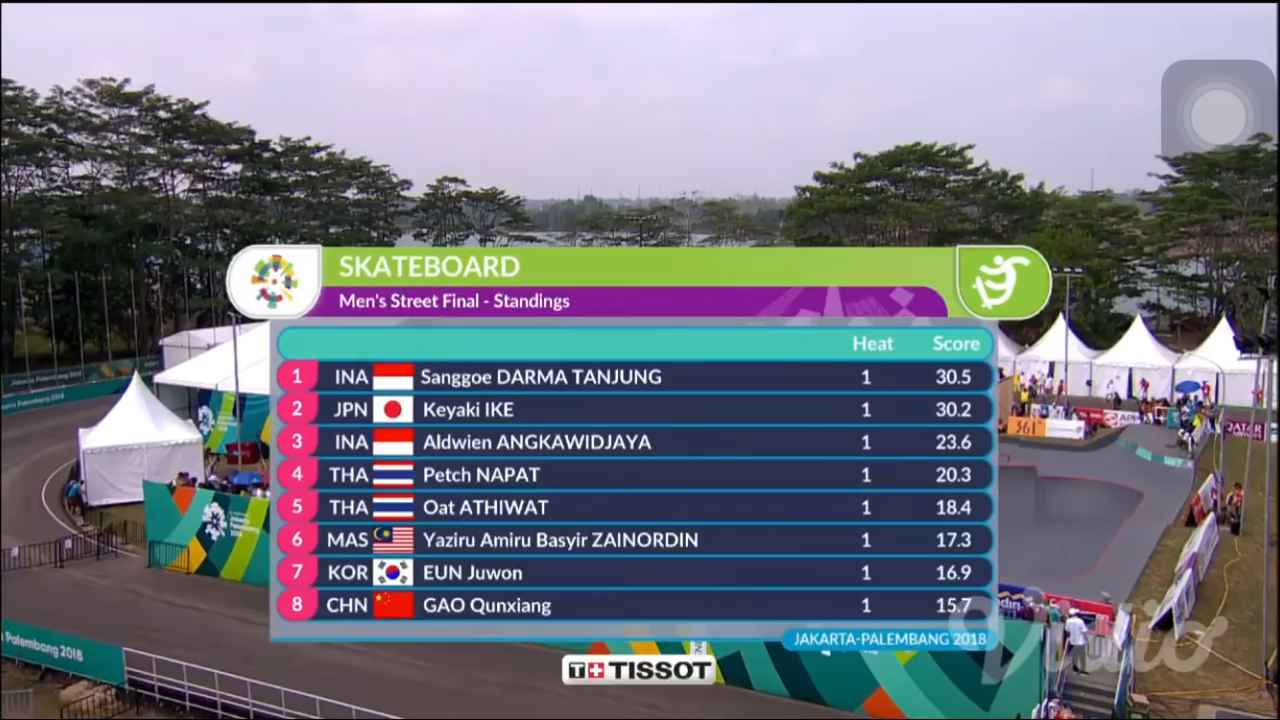 SKATEBOARD
Men's Street Final - Standings
Heat Score
1 INA Sanggoe DARMA TANJUNG 1 30.5
2 JPN Keyaki IKE 1 30.2
3 INA Aldwien ANGKAWIDJAYA 1 23.6
4 THA Petch NAPAT 1 20.3
5 THA Oat ATHIWAT 1 18.4
6 MAS Yaziru Amiru Basyir ZAINORDIN 1 17.3
7 KOR EUN Juwon 1 16.9
8 CHN GAO Qunxiang 1 15.7
JAKARTA-PALEMBANG 2018
TISSOT
Vidio
Palembang 2018
361°
QATAR